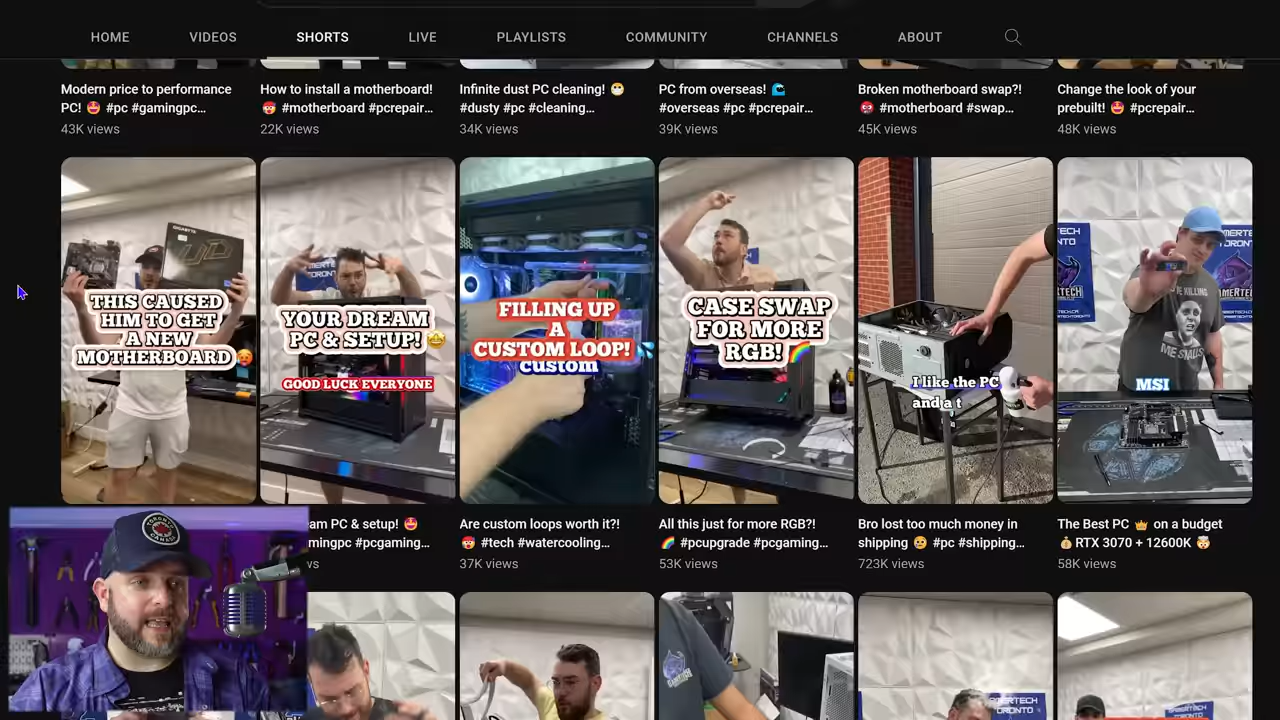 HOME VIDEOS SHORTS LIVE PLAYLISTS COMMUNITY CHANNELS ABOUT
Modern price to performance
PC! 🤩 #pc #gamingpc…
43K views
How to install a motherboard!
#motherboard #pcrepair…
22K views
Infinite dust PC cleaning! 😷
#dusty #pc #cleaning…
34K views
PC from overseas! 🌊
#overseas #pc #pcrepair…
39K views
Broken motherboard swap?!
#motherboard #swap…
45K views
Change the look of your
prebuilt! 🤩 #pcrepair…
48K views
GIGABYTE
THIS CAUSED
HIM TO GET
A NEW
MOTHERBOARD🥵
YOUR DREAM
PC & SETUP! 🤩
GOOD LUCK EVERYONE
FILLING UP
A
CUSTOM LOOP!
custom
CASE SWAP
FOR MORE
RGB!🌈
I like the PC
and a t
KILLING
ME SMALLS
MSI
am PC & setup! 🤩
mingpc #pcgaming…
vs
Are custom loops worth it?!
#tech #watercooling…
37K views
All this just for more RGB?!
🌈 #pcupgrade #pcgaming…
53K views
Bro lost too much money in
shipping 😢 #pc #shipping…
723K views
The Best PC 👑 on a budget
💰RTX 3070 + 12600K 🤯
58K views